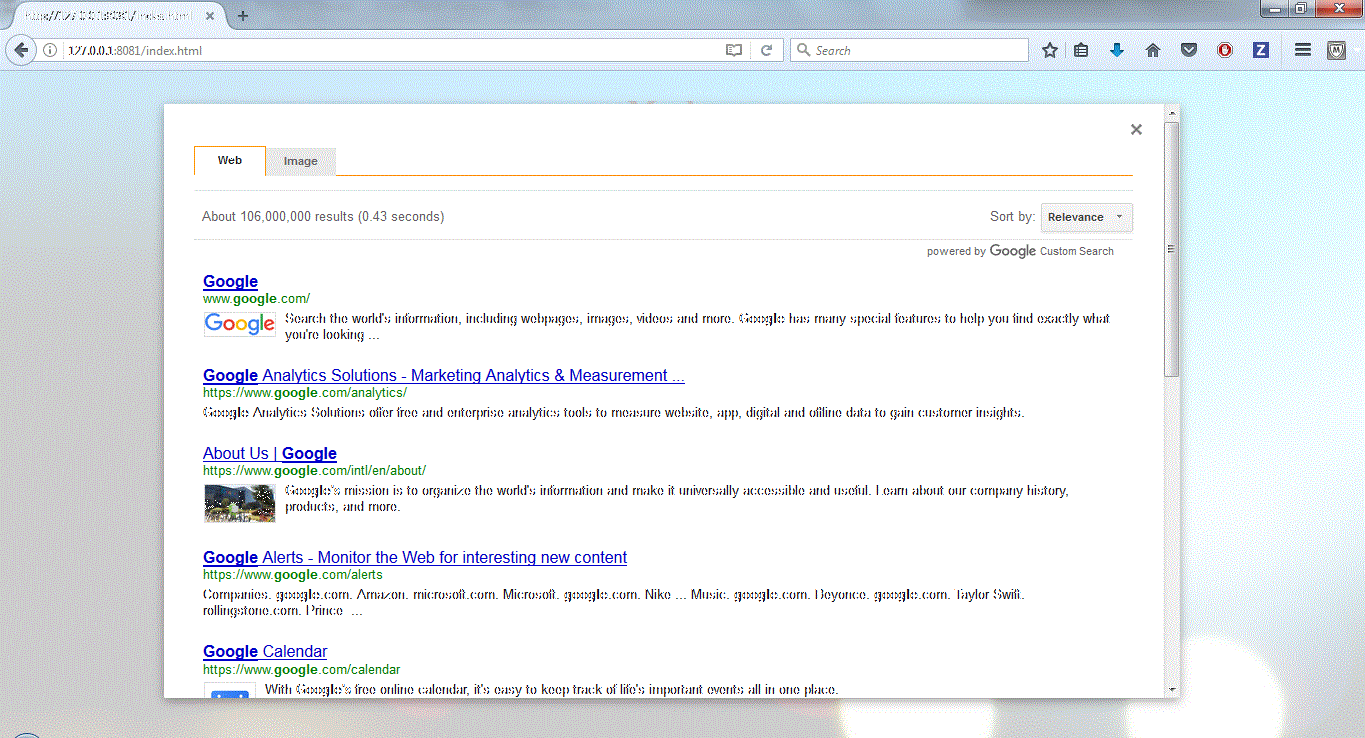 127.0.0.1:8081/index.html
Search
Web
Image
About 106,000,000 results (0.43 seconds)
Sort by: Relevance
powered by Google Custom Search
Google
www.google.com/
Google
Search the world's information, including webpages, images, videos and more. Google has many special features to help you find exactly what
you're looking ...
Google Analytics Solutions - Marketing Analytics & Measurement ...
https://www.google.com/analytics/
Google Analytics Solutions offer free and enterprise analytics tools to measure website, app, digital and offline data to gain customer insights.
About Us | Google
https://www.google.com/intl/en/about/
Google's mission is to organize the world's information and make it universally accessible and useful. Learn about our company history,
products, and more.
Google Alerts - Monitor the Web for interesting new content
https://www.google.com/alerts
Companies. google.com. Amazon. microsoft.com. Microsoft. google.com. Nike ... Music. google.com. Beyonce. google.com. Taylor Swift.
rollingstone.com. Prince ...
Google Calendar
https://www.google.com/calendar
With Google's free online calendar, it's easy to keep track of life's important events all in one place.